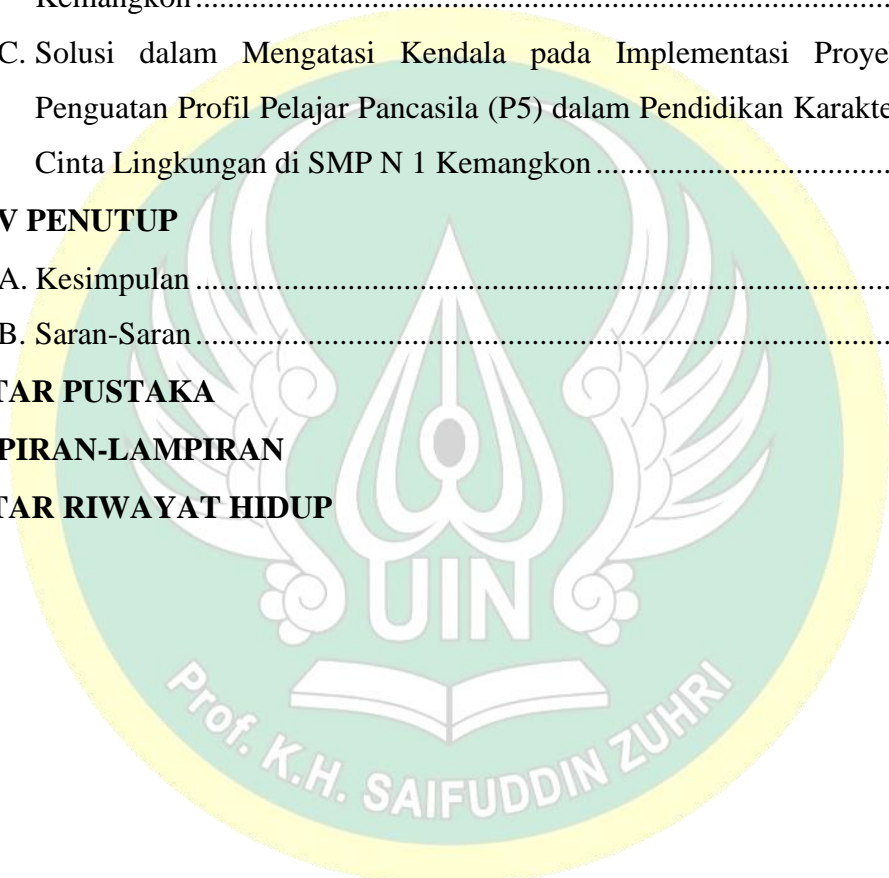 Kemangkon........................................................................................
C. Solusi dalam Mengatasi Kendala pada Implementasi Proye
Penguatan Profil Pelajar Pancasila (P5) dalam Pendidikan Karakte
Cinta Lingkungan di SMP N 1 Kemangkon.....................................
V PENUTUP
A. Kesimpulan.......................................................................................
B. Saran-Saran.......................................................................................
TAR PUSTAKA
PIRAN-LAMPIRAN
TAR RIWAYAT HIDUP
UIN
Prof. K.H. SAIFUDDIN ZUHRI